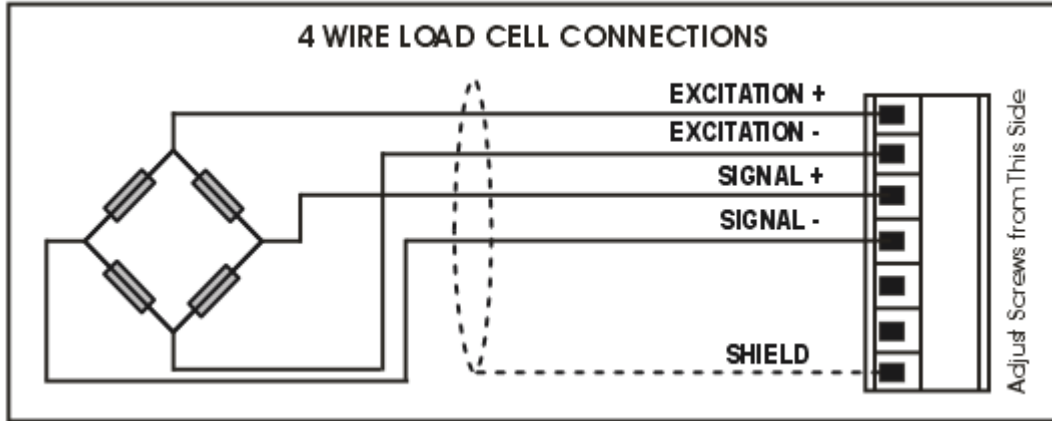 4 WIRE LOAD CELL CONNECTIONS
EXCITATION +
EXCITATION -
SIGNAL +
SIGNAL -
SHIELD
Adjust Screws from This Side